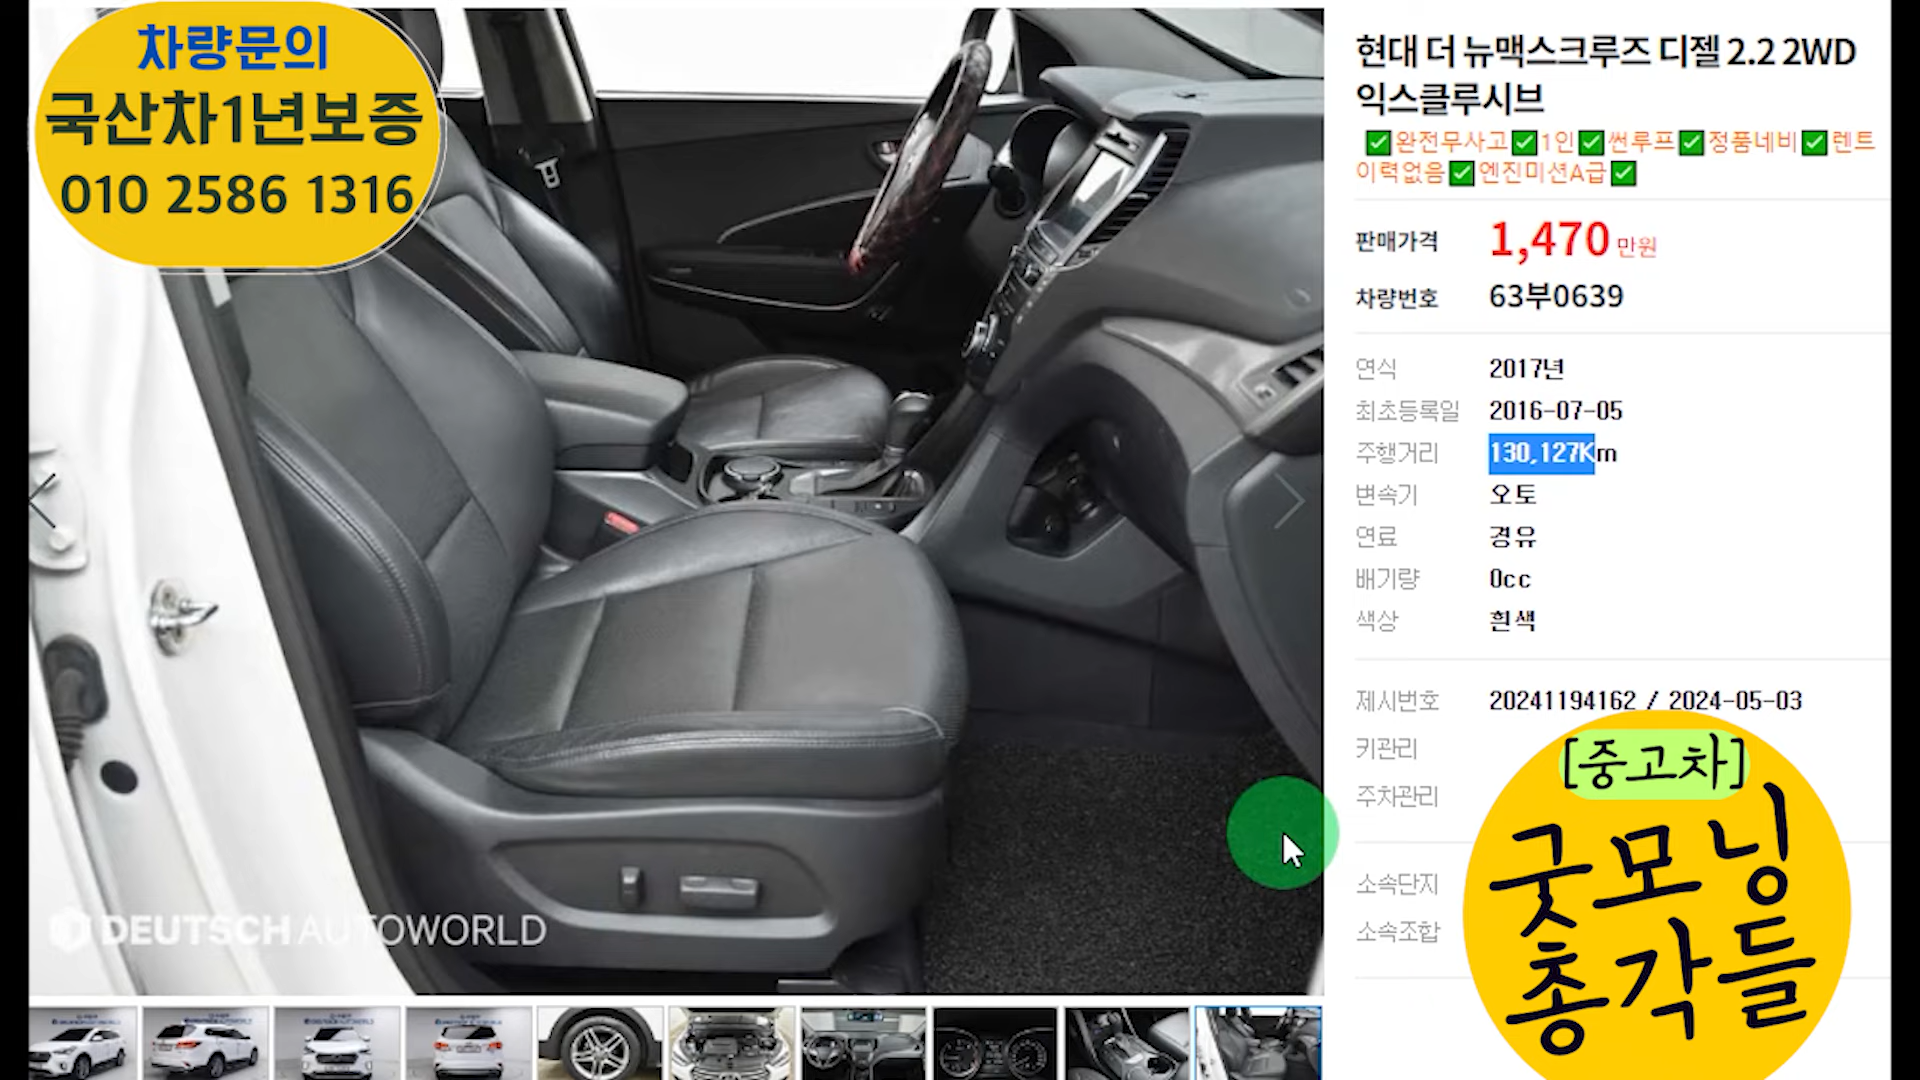 차량문의
국산차1년보증
010 2586 1316
DEUTSCH AUTOWORLD
현대 더 뉴맥스크루즈 디젤 2.2 2WD
익스클루시브
✅완전무사고✅1인✅썬루프✅정품네비✅렌트
이력없음✅엔진미션A급✅
판매가격 1,470 만원
차량번호 63부0639
연식 2017년
최초등록일 2016-07-05
주행거리 130,127Km
변속기 오토
연료 경유
배기량 0cc
색상 흰색
제시번호 20241194162 / 2024-05-03
키관리
주차관리
소속단지
소속조합
[중고차]
굿모닝
총각들